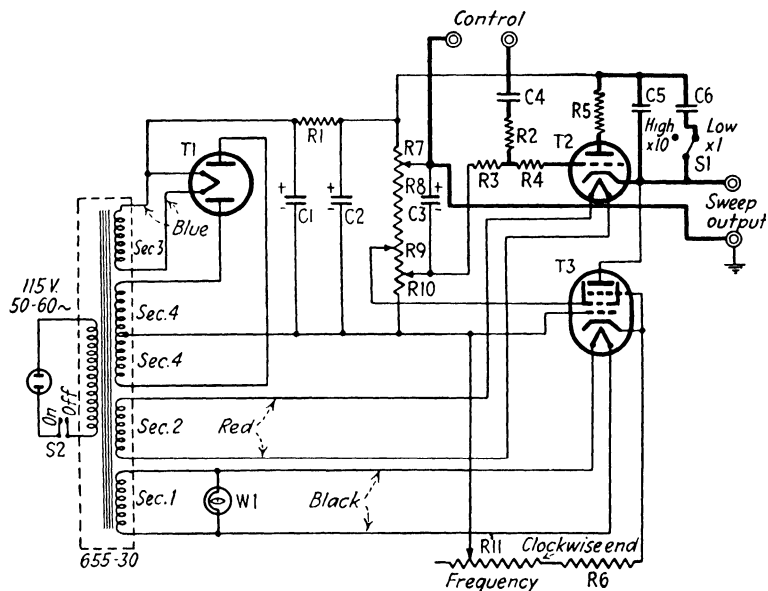 Control
C4
R1
R2
R3
R4
R5
T2
C5
C6
High
x10
Low
x1
S1
T1
R7
R8
C3
+
-
R9
R10
+
-
C1
+
-
C2
Sweep
output
T3
Blue
Sec 3
115 V.
50-60~
Sec. 4
Sec. 4
On
Off
S2
Red
Sec. 2
Sec. 1
W1
Black
655-30
R11
Clockwise end
Frequency
R6